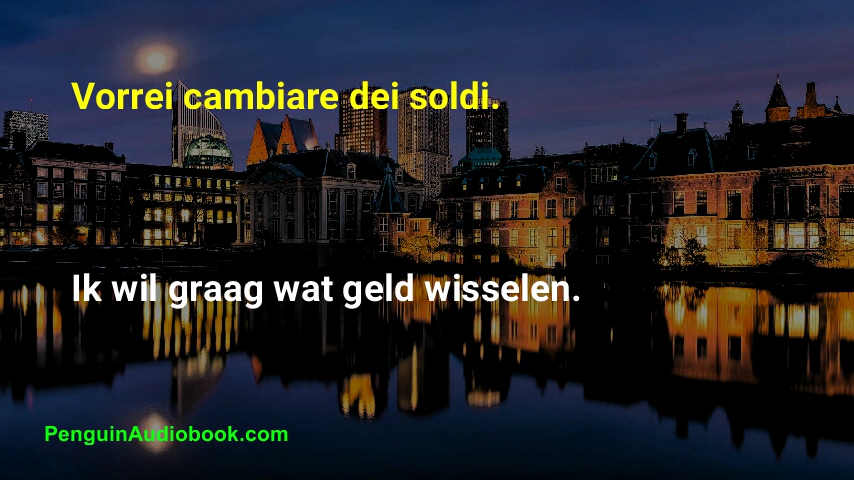 Vorrei cambiare dei soldi.
Ik wil graag wat geld wisselen.
PenguinAudiobook.com